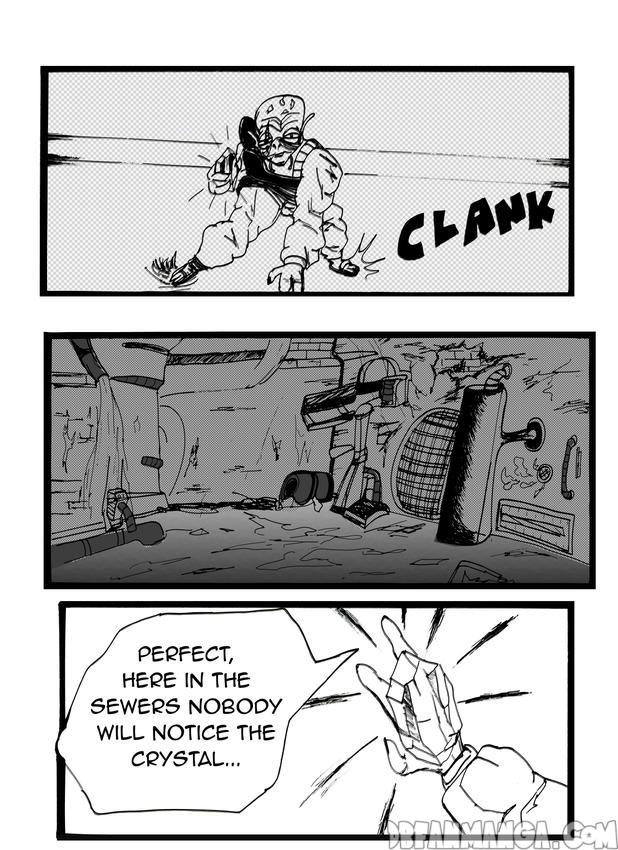 CLANK
PERFECT,
HERE IN THE
SEWERS NOBODY
WILL NOTICE THE
CRYSTAL...
DBFANMANGA.COM